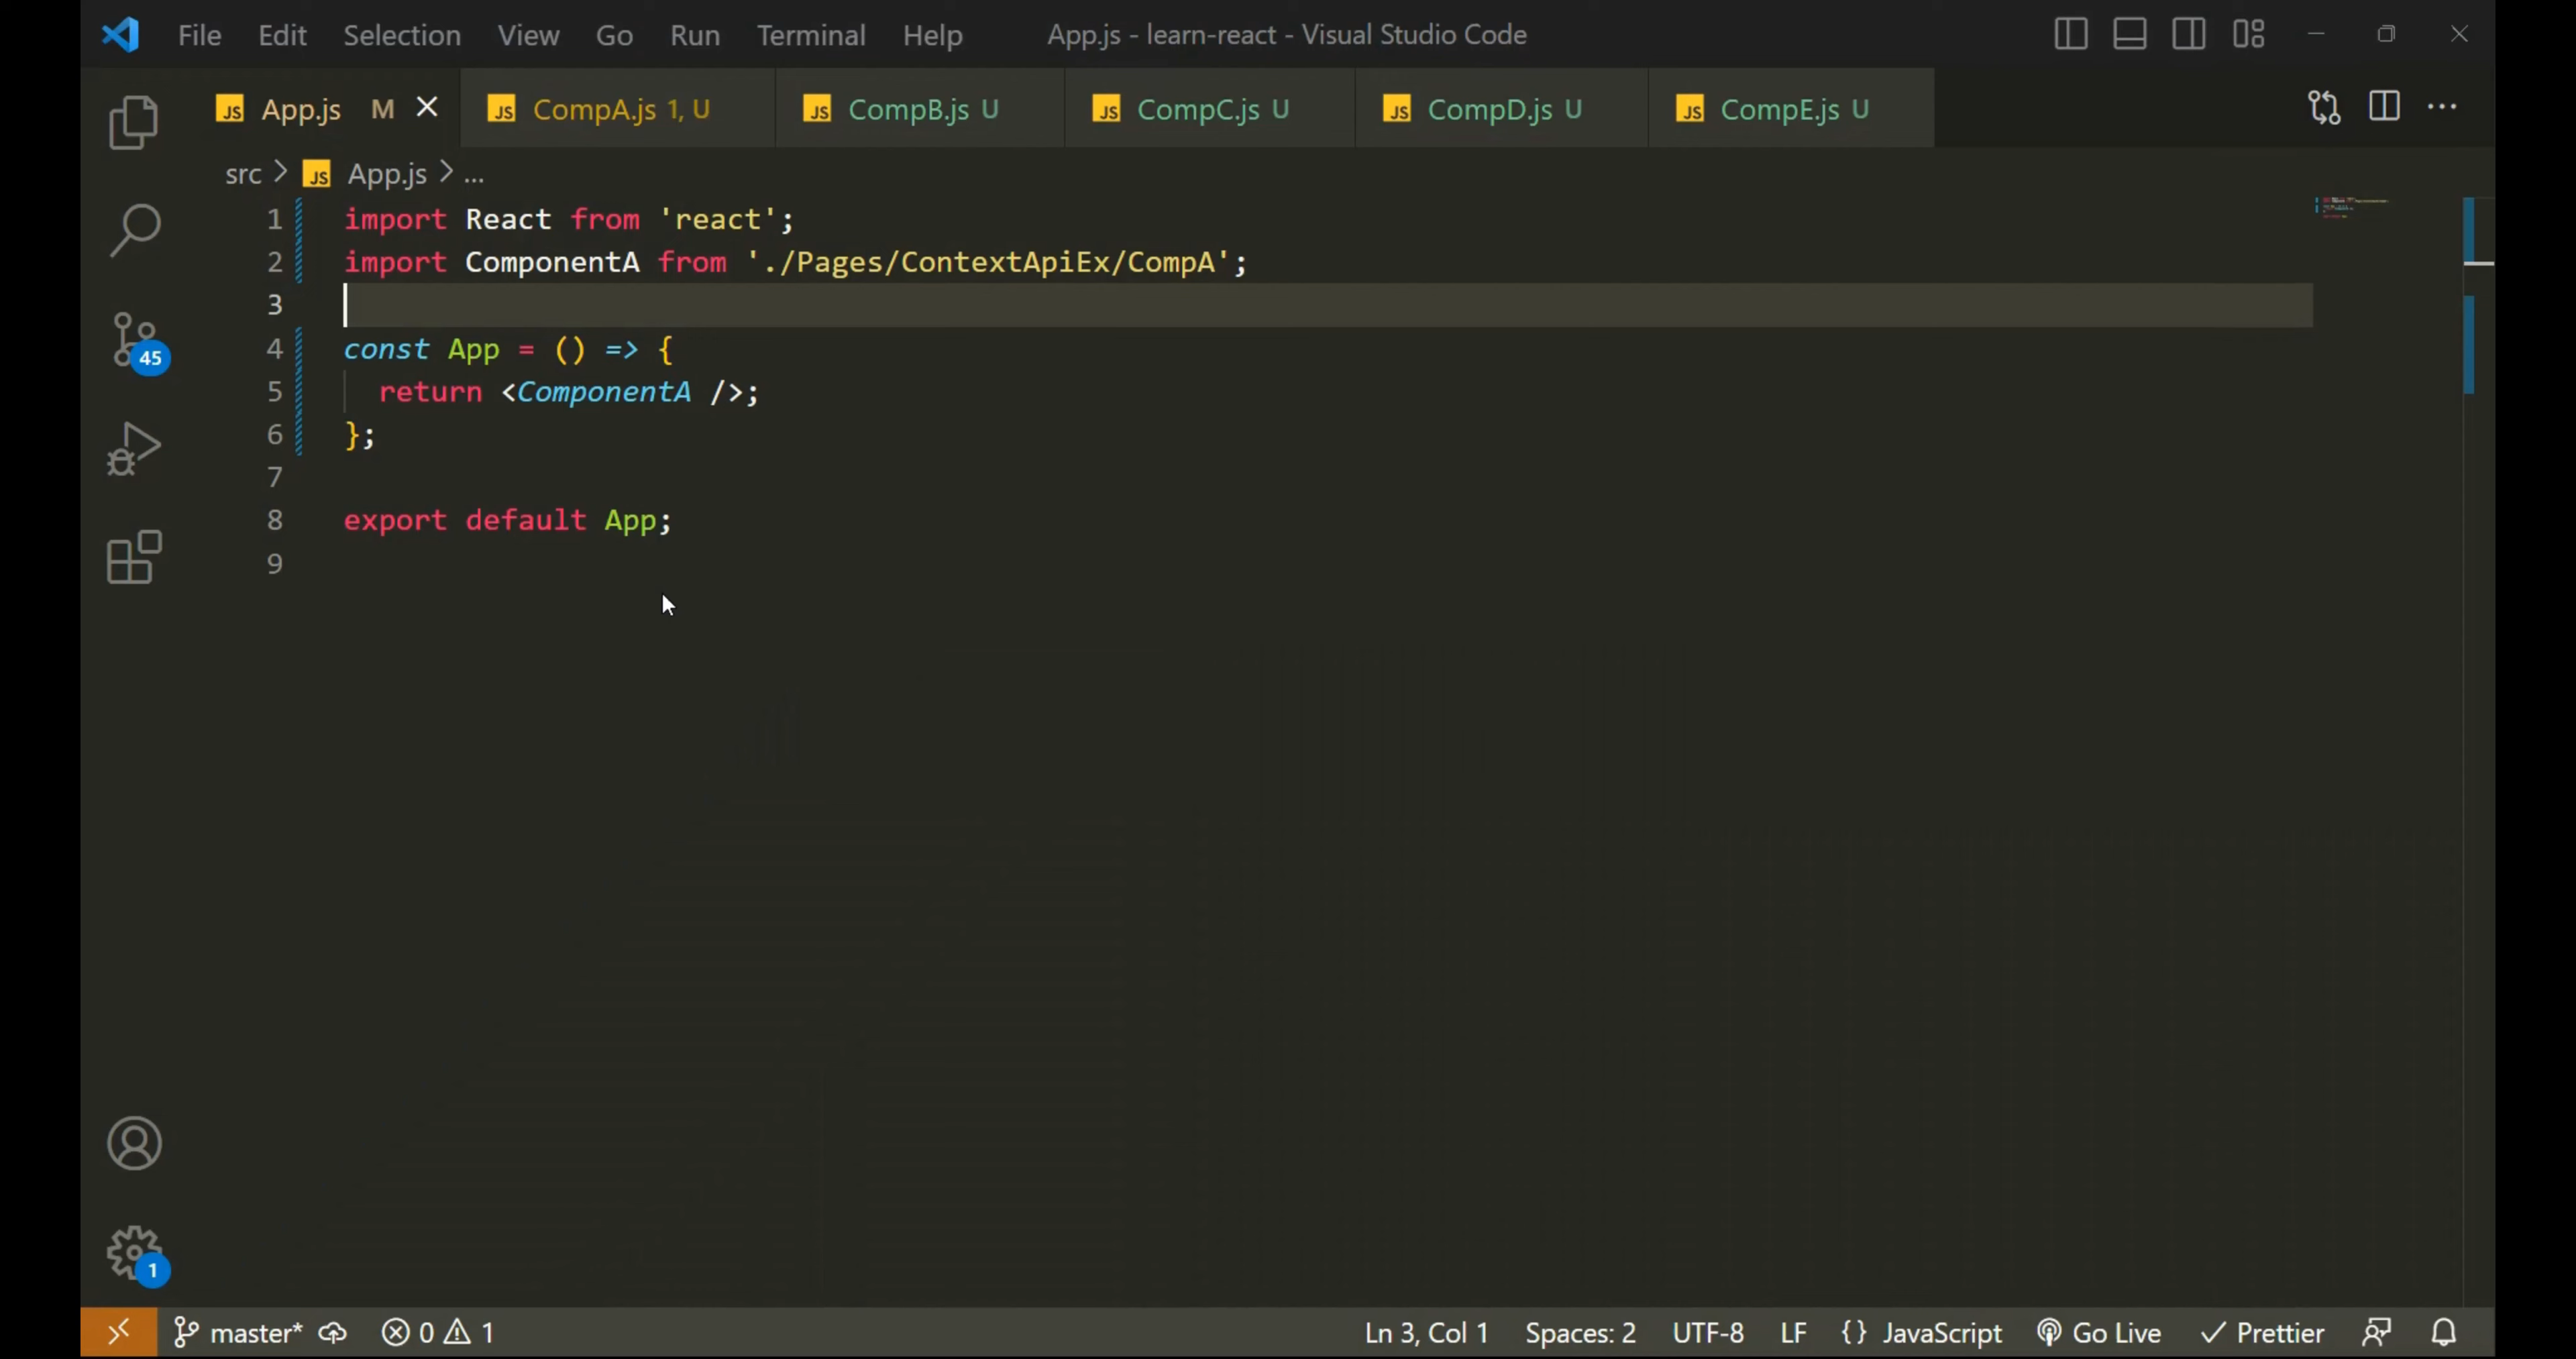 File Edit Selection View Go Run Terminal Help App.js - learn-react - Visual Studio Code
JS App.js M JS CompA.js 1, U JS CompB.js U JS CompC.js U JS CompD.js U JS CompE.js U
src > JS App.js > ...
1 import React from 'react';
2 import ComponentA from './Pages/ContextApiEx/CompA';
3
4 const App = () => {
5 return <ComponentA />;
6 };
7
8 export default App;
9
45
1
master* 0 1 Ln 3, Col 1 Spaces: 2 UTF-8 LF {} JavaScript Go Live Prettier